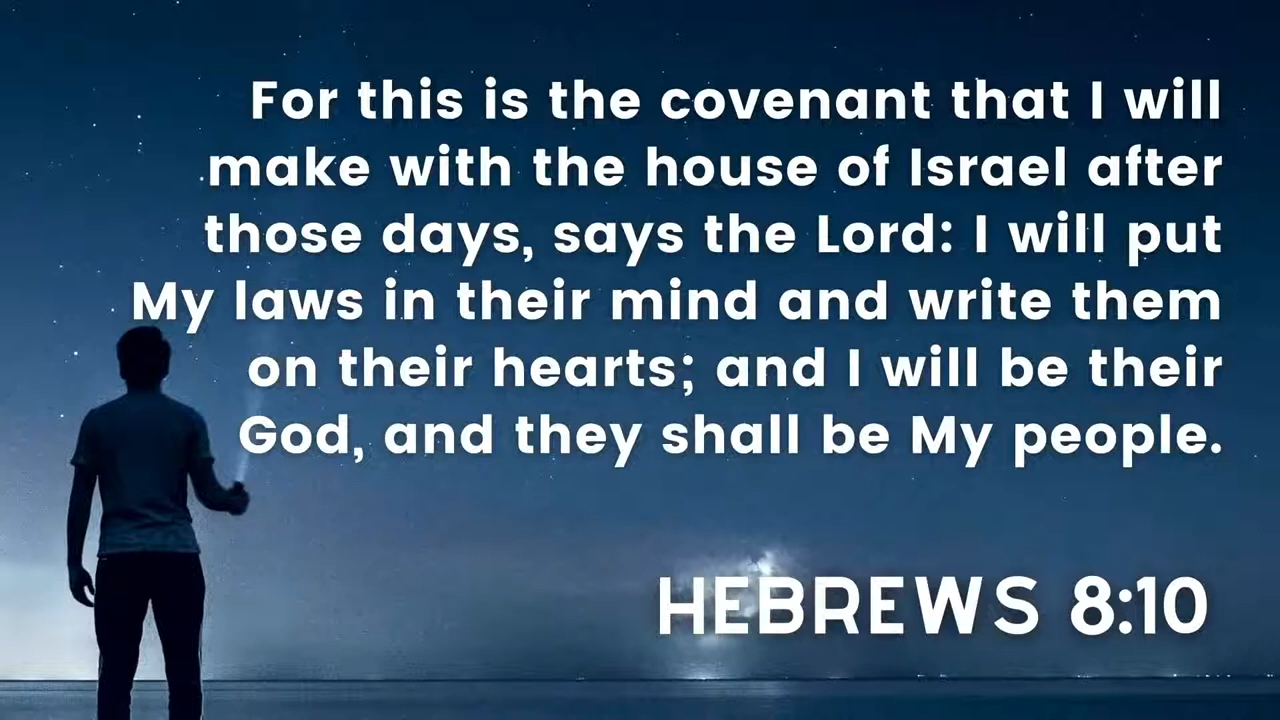 For this is the covenant that I will
make with the house of Israel after
those days, says the Lord: I will put
My laws in their mind and write them
on their hearts; and I will be their
God, and they shall be My people.
HEBREWS 8:10